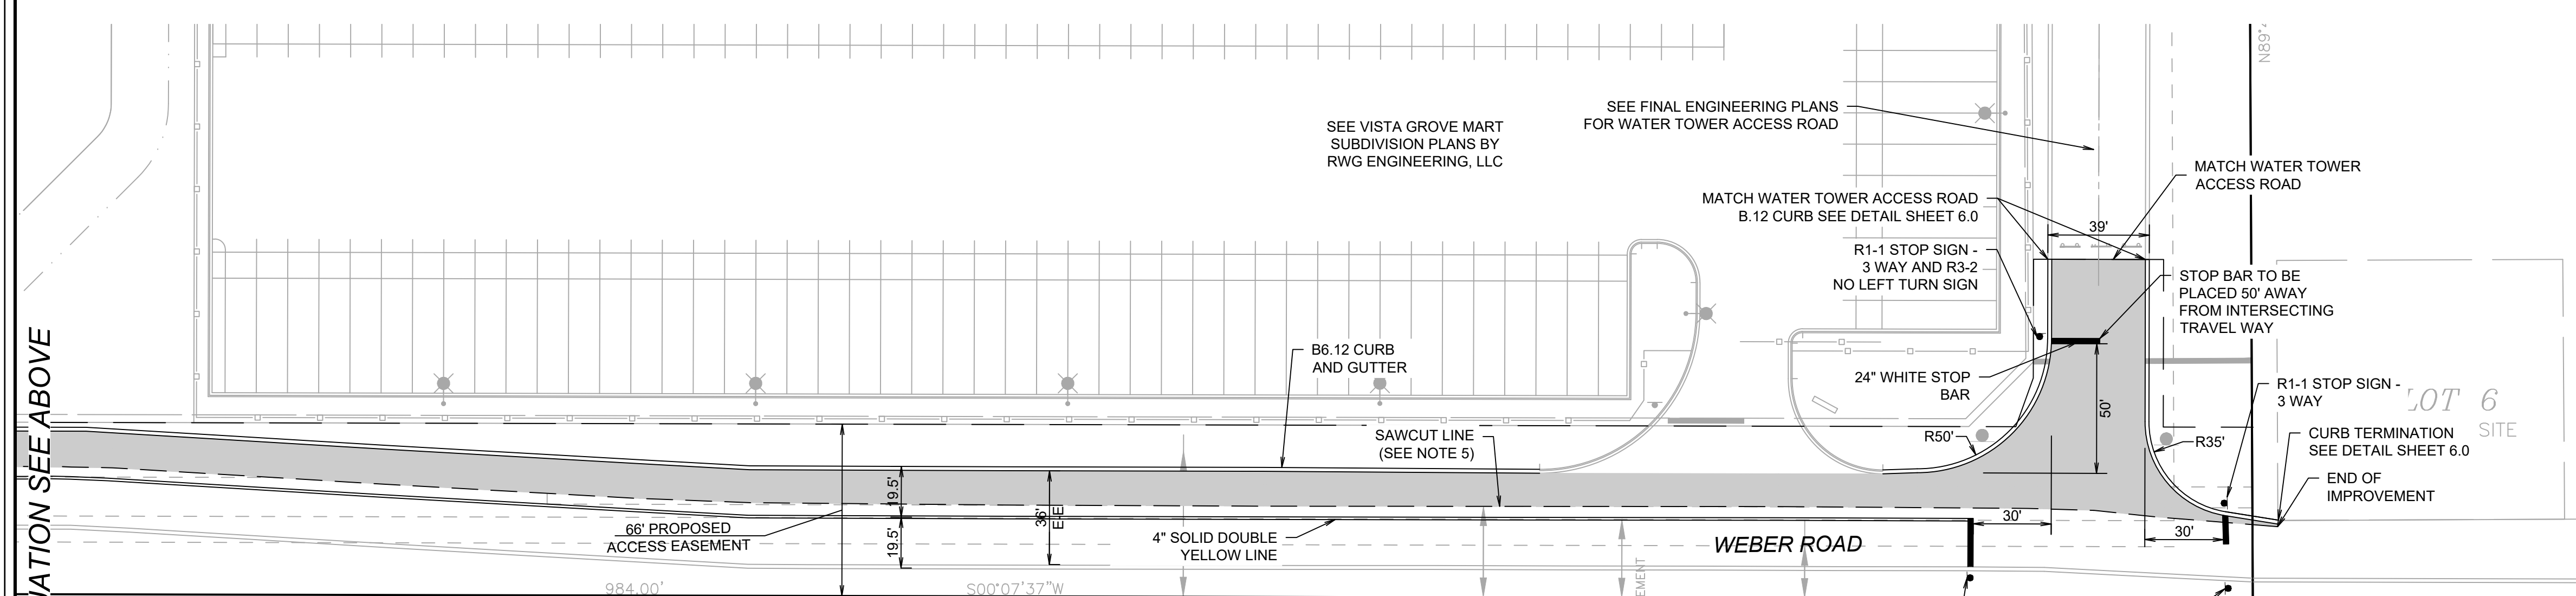 N89°
SEE VISTA GROVE MART
SUBDIVISION PLANS BY
RWG ENGINEERING, LLC
SEE FINAL ENGINEERING PLANS
FOR WATER TOWER ACCESS ROAD
MATCH WATER TOWER
ACCESS ROAD
MATCH WATER TOWER ACCESS ROAD
B.12 CURB SEE DETAIL SHEET 6.0
39'
R1-1 STOP SIGN -
3 WAY AND R3-2
NO LEFT TURN SIGN
STOP BAR TO BE
PLACED 50' AWAY
FROM INTERSECTING
TRAVEL WAY
B6.12 CURB
AND GUTTER
24" WHITE STOP
BAR
50'
R1-1 STOP SIGN -
3 WAY
LOT 6
SITE
SAWCUT LINE
(SEE NOTE 5)
R50'
R35'
CURB TERMINATION
SEE DETAIL SHEET 6.0
END OF
IMPROVEMENT
SEE ABOVE
19.5'
19.5'
36'
E-E
66' PROPOSED
ACCESS EASEMENT
4" SOLID DOUBLE
YELLOW LINE
WEBER ROAD
30'
30'
984.00'
S00°07'37"W